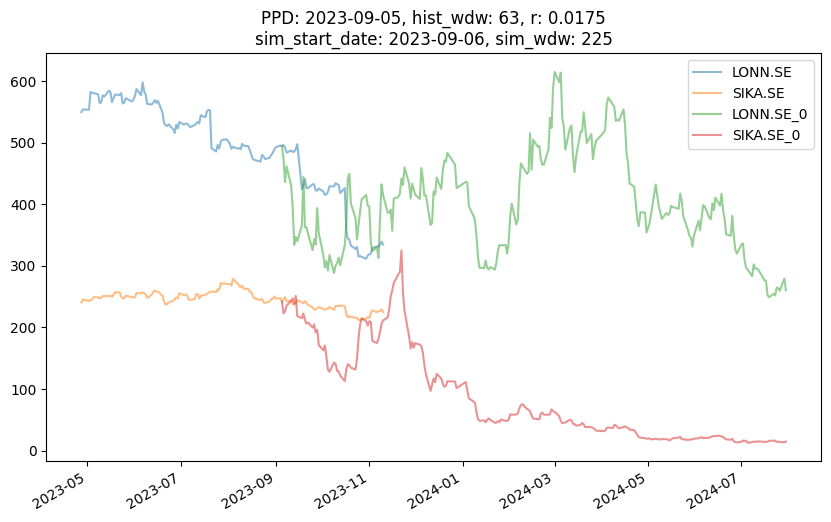 PPD: 2023-09-05, hist_wdw: 63, r: 0.0175
sim_start_date: 2023-09-06, sim_wdw: 225
LONN.SE
SIKA.SE
LONN.SE_0
SIKA.SE_0
600
500
400
300
200
100
0
2023-05
2023-07
2023-09
2023-11
2024-01
2024-03
2024-05
2024-07